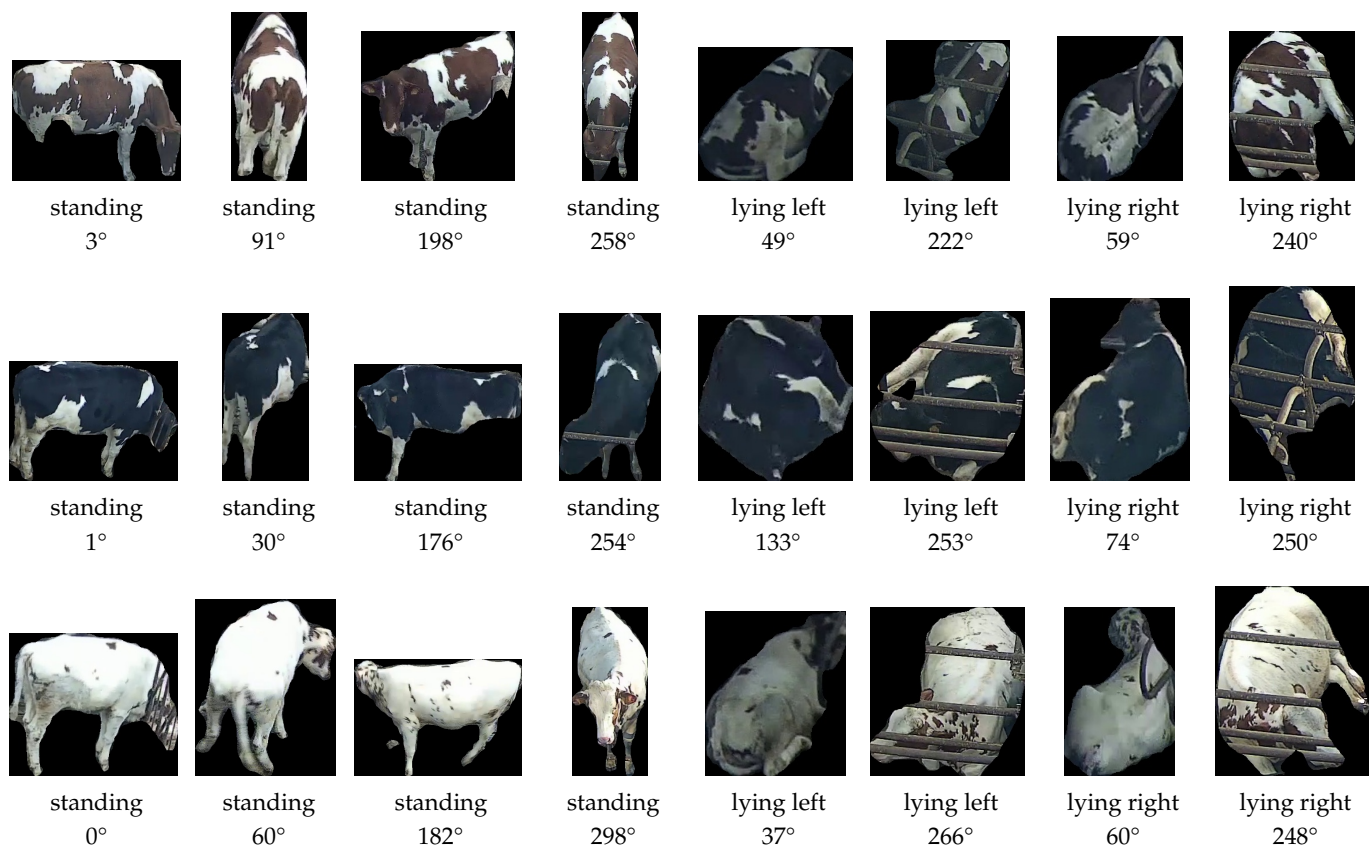 standing standing standing standing lying left lying left lying right lying right
3° 91° 198° 258° 49° 222° 59° 240°
standing standing standing standing lying left lying left lying right lying right
1° 30° 176° 254° 133° 253° 74° 250°
standing standing standing standing lying left lying left lying right lying right
0° 60° 182° 298° 37° 266° 60° 248°